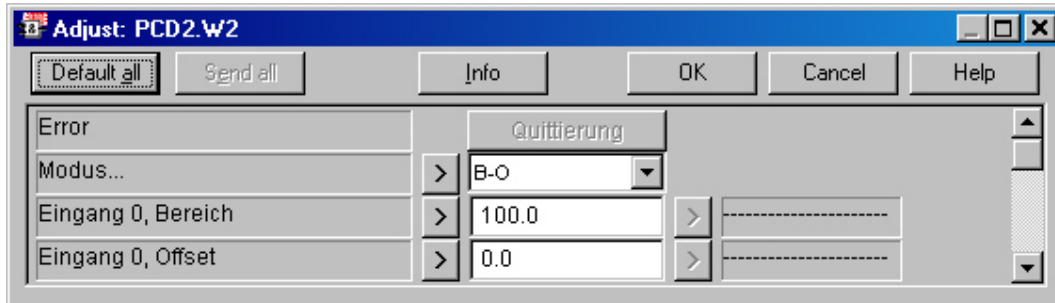 Adjust: PCD2.W2
Default all Send all Info OK Cancel Help
Error Quittierung
Modus... > B-O
Eingang 0, Bereich > 100.0 > ----------------------
Eingang 0, Offset > 0.0 > ----------------------